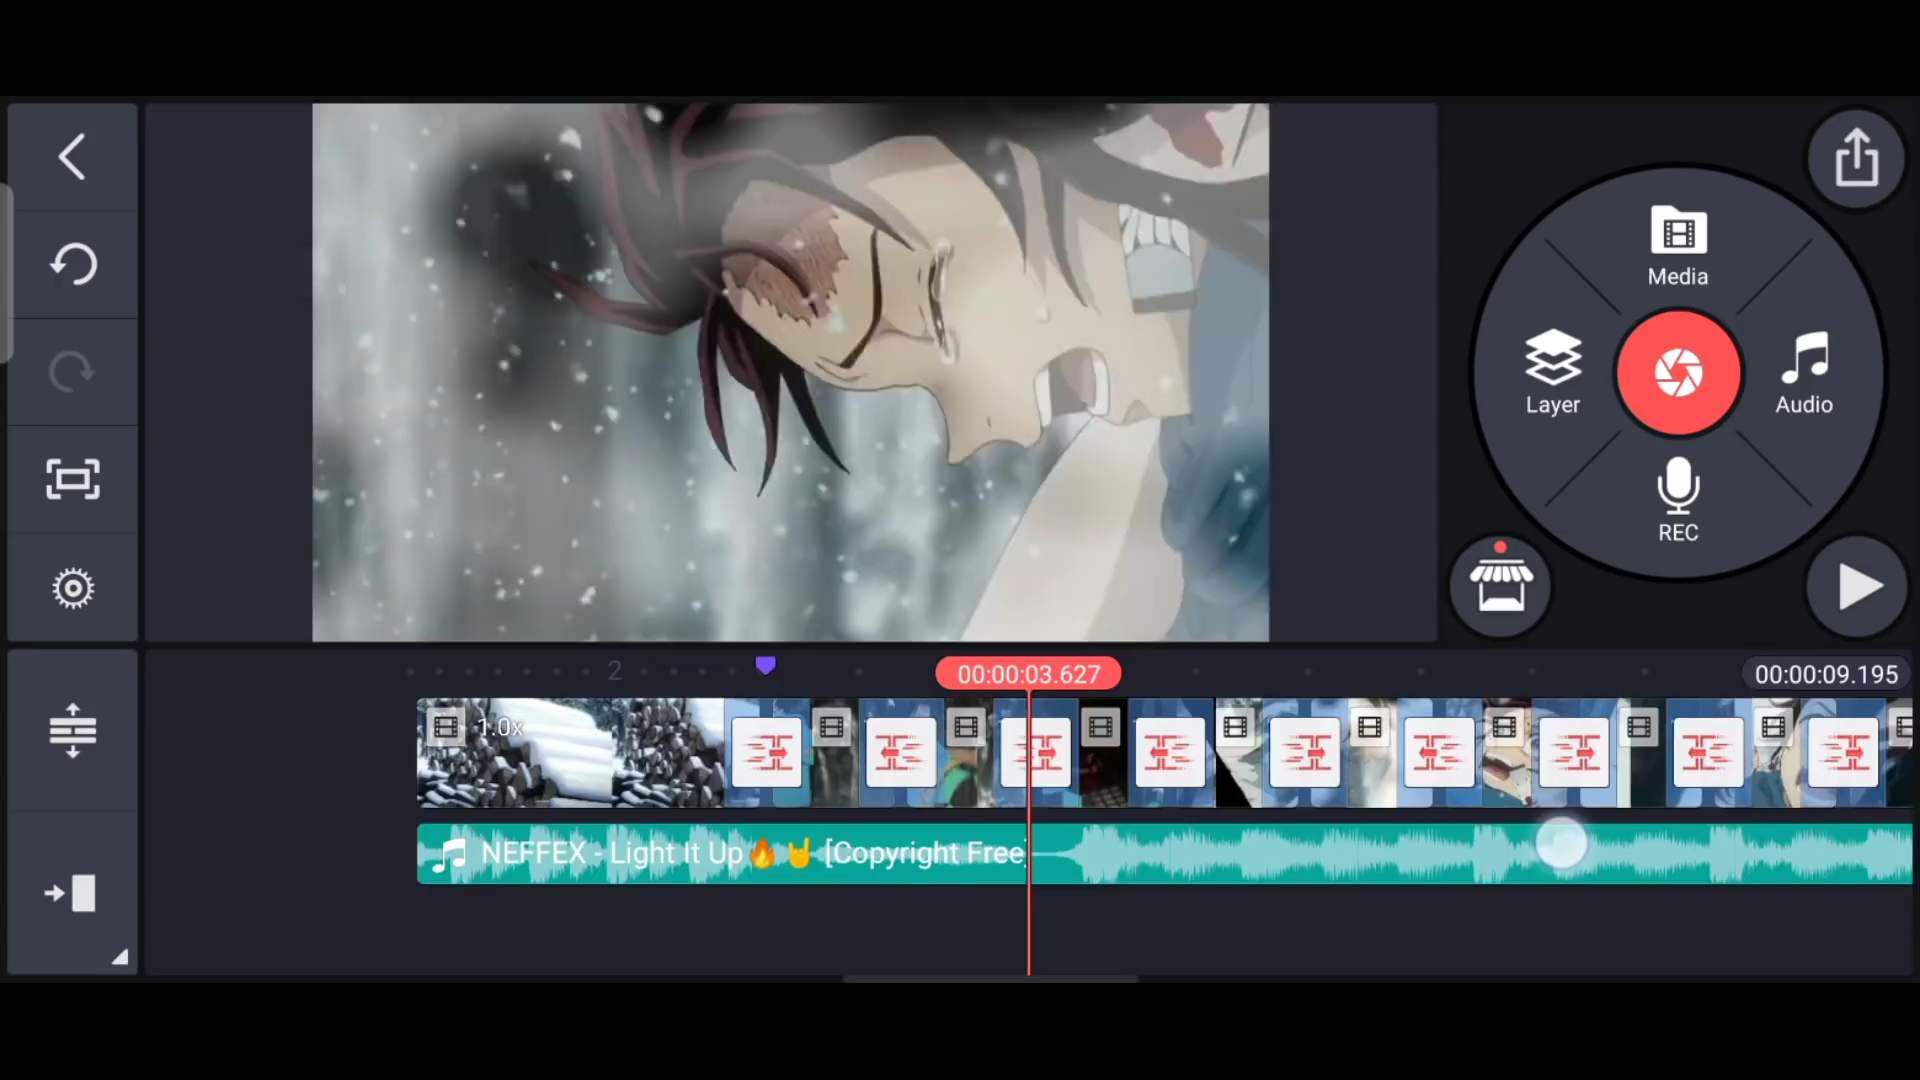 Media
Layer
Audio
REC
2
00:00:03.627
00:00:09.195
1.0x
NEFFEX - Light It Up🔥🤘 [Copyright Free]